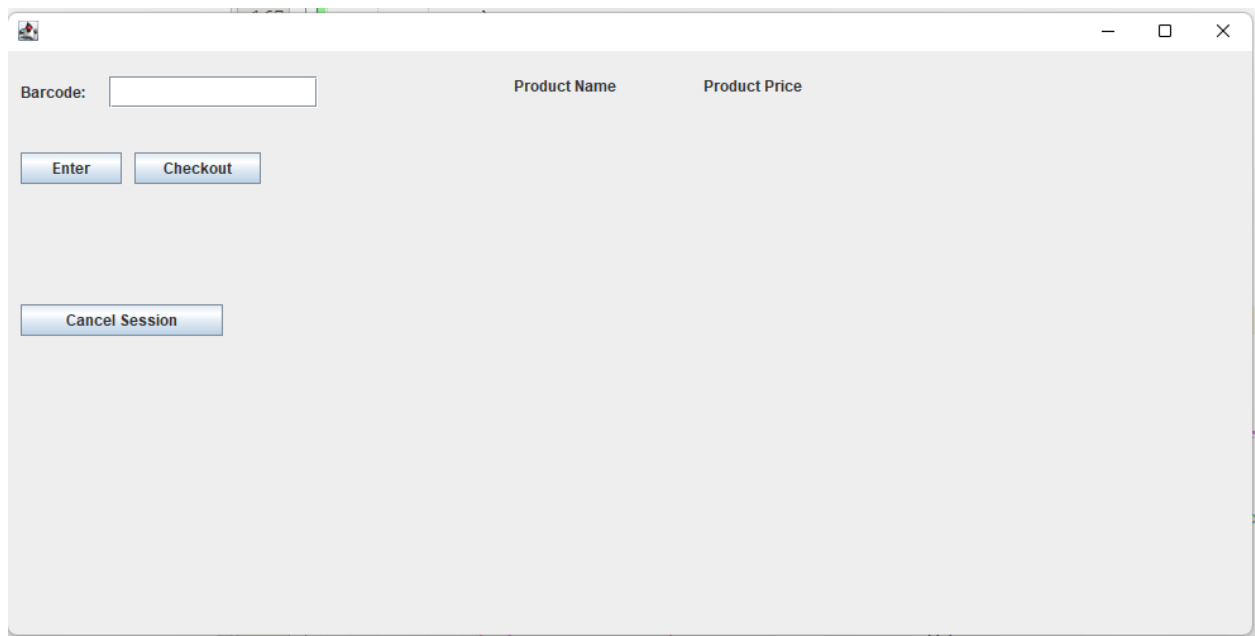 Barcode:
Product Name
Product Price
Enter
Checkout
Cancel Session